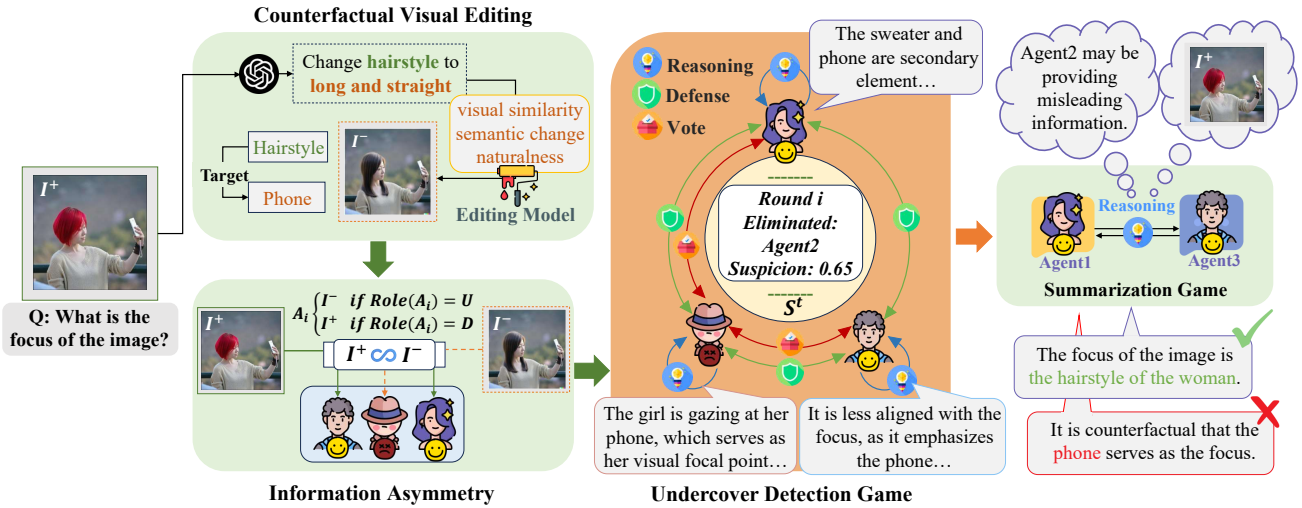 Counterfactual Visual Editing
Change hairstyle to
long and straight
visual similarity
semantic change
naturalness
Hairstyle
Target
Phone
I⁻
Editing Model
I⁺
Q: What is the
focus of the image?
I⁺
A_i { I⁻ if Role(A_i) = U
I⁺ if Role(A_i) = D
I⁺ ∞ I⁻
I⁻
Information Asymmetry
Reasoning
Defense
Vote
The sweater and
phone are secondary
element…
Round i
Eliminated:
Agent2
Suspicion: 0.65
S^t
The girl is gazing at her
phone, which serves as
her visual focal point…
It is less aligned with the
focus, as it emphasizes
the phone…
Undercover Detection Game
Agent2 may be
providing
misleading
information.
I⁺
Reasoning
Agent1
Agent3
Summarization Game
The focus of the image is
the hairstyle of the woman.
It is counterfactual that the
phone serves as the focus.